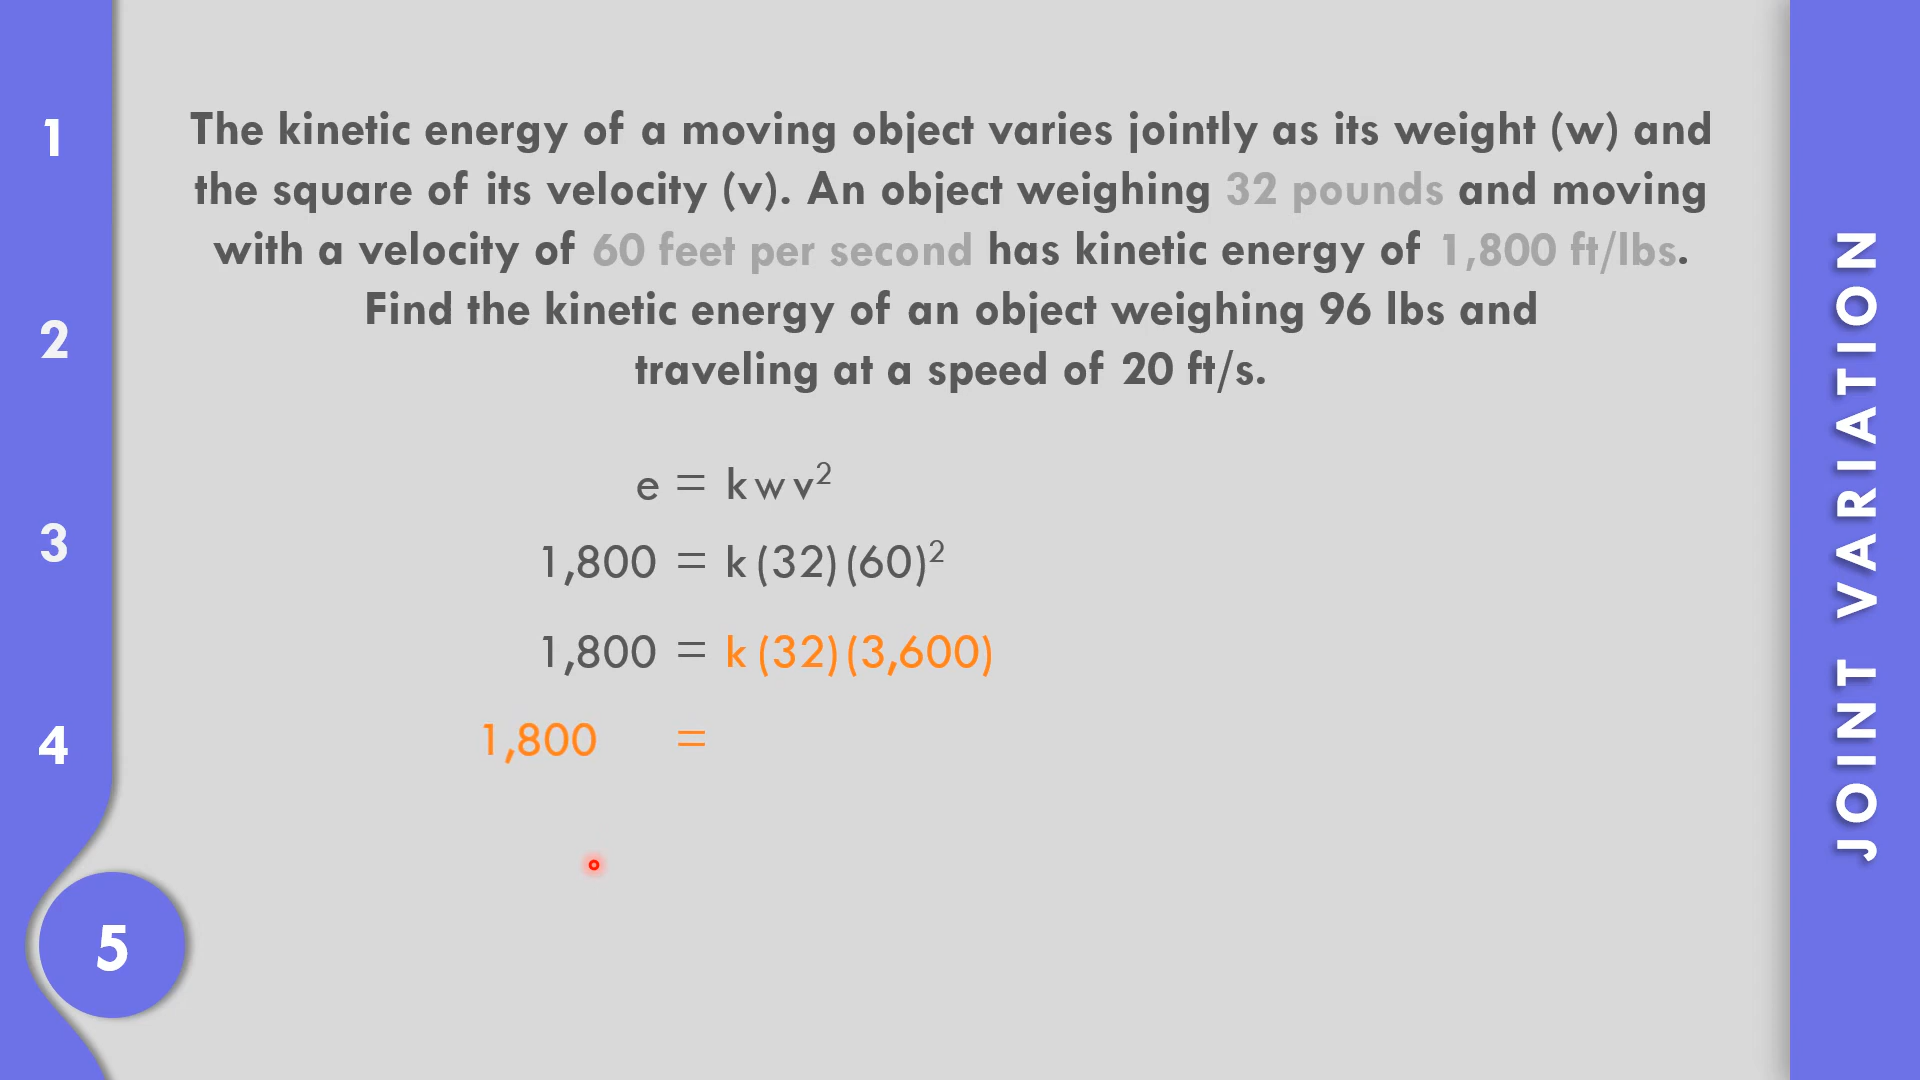 1
2
3
4
5
The kinetic energy of a moving object varies jointly as its weight (w) and
the square of its velocity (v). An object weighing 32 pounds and moving
with a velocity of 60 feet per second has kinetic energy of 1,800 ft/lbs.
Find the kinetic energy of an object weighing 96 lbs and
traveling at a speed of 20 ft/s.
e = k w v²
1,800 = k (32) (60)²
1,800 = k (32) (3,600)
1,800 =
JOINT VARIATION